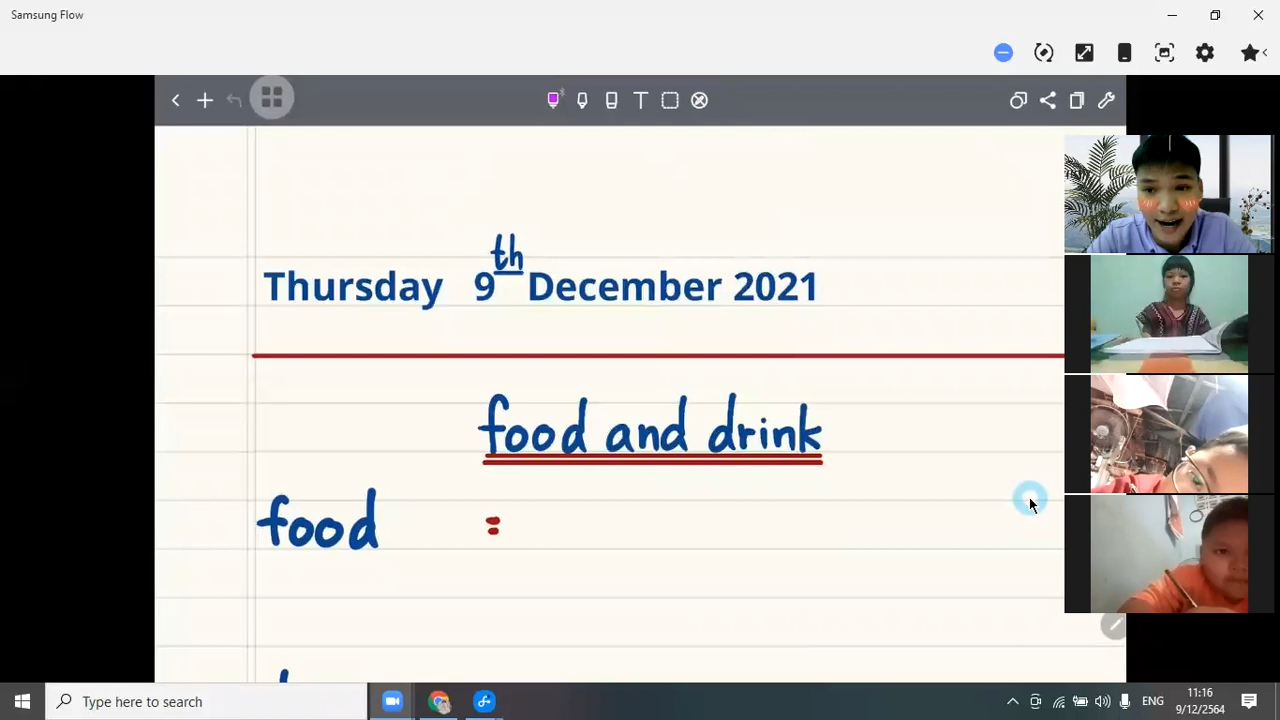 Samsung Flow
Thursday 9th December 2021
food and drink
food =
Type here to search
ENG
11:16
9/12/2564